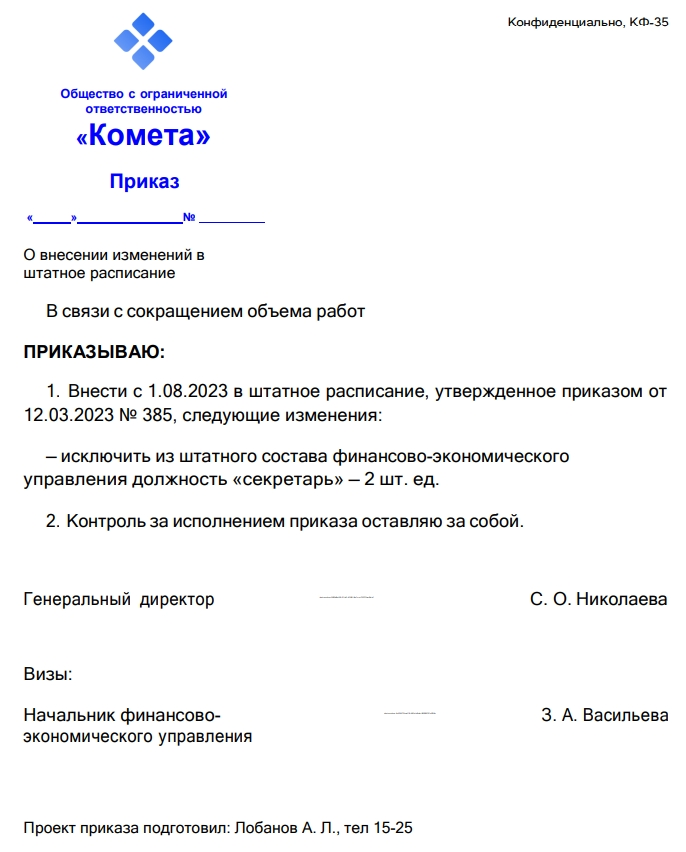 Конфиденциально, КФ-35
Общество с ограниченной
ответственностью
«Комета»
Приказ
«______»_________________№ ___________
О внесении изменений в
штатное расписание
В связи с сокращением объема работ
ПРИКАЗЫВАЮ:
1. Внести с 1.08.2023 в штатное расписание, утвержденное приказом от
12.03.2023 № 385, следующие изменения:
– исключить из штатного состава финансово-экономического
управления должность «секретарь» – 2 шт. ед.
2. Контроль за исполнением приказа оставляю за собой.
Генеральный директор С. О. Николаева
Визы:
Начальник финансово- З. А. Васильева
экономического управления
Проект приказа подготовил: Лобанов А. Л., тел 15-25